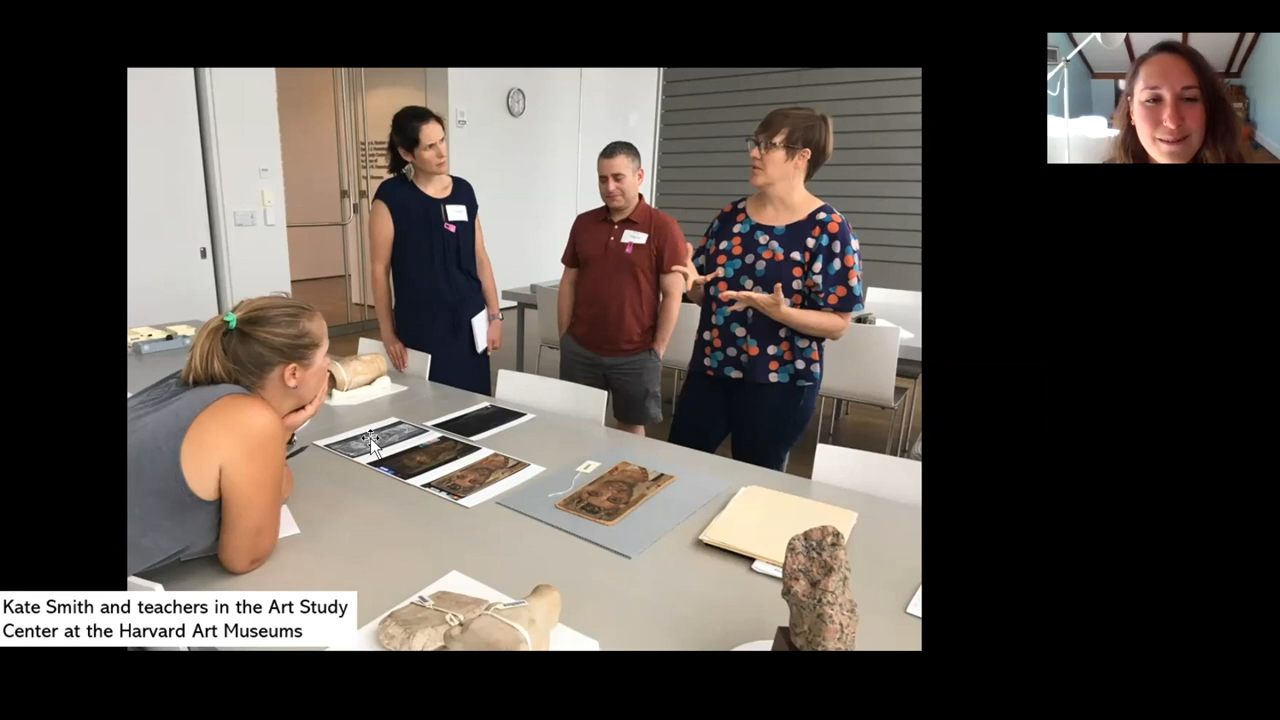 Kate Smith and teachers in the Art Study
Center at the Harvard Art Museums